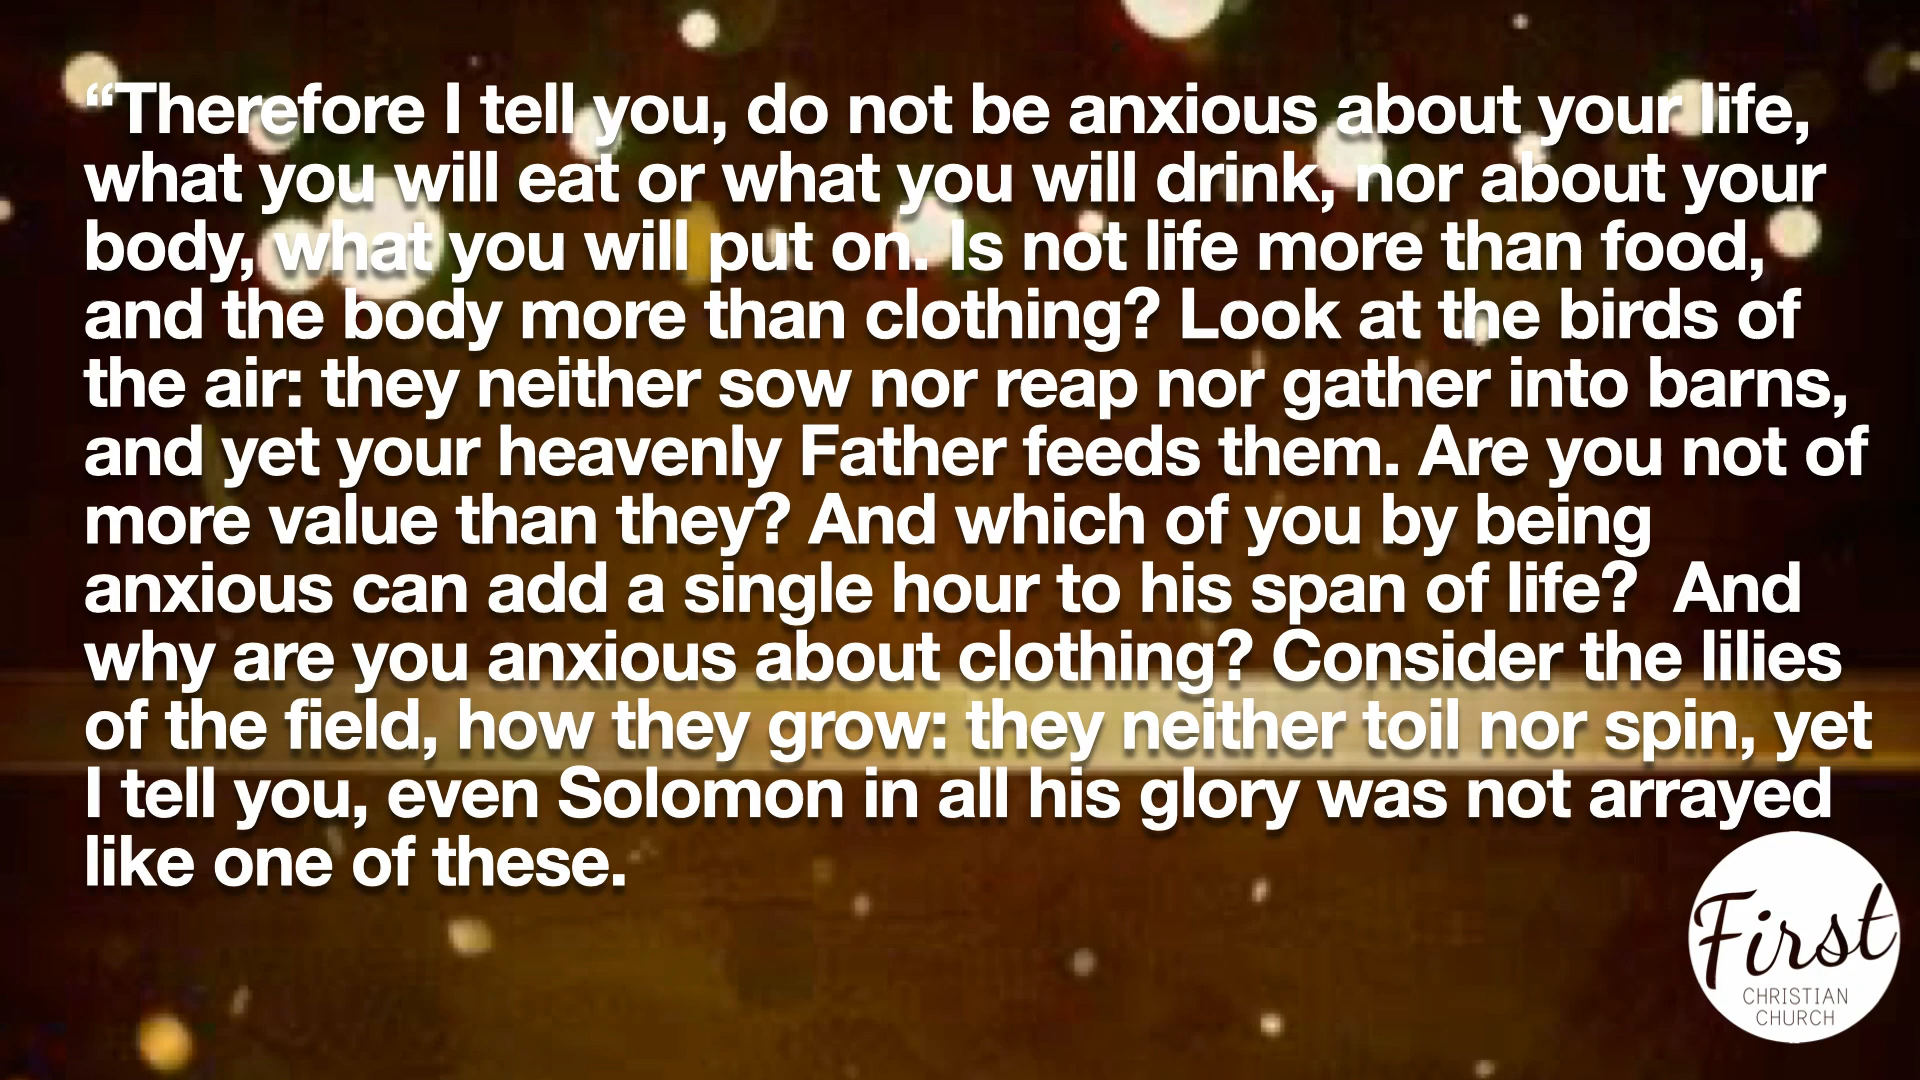 “Therefore I tell you, do not be anxious about your life,
what you will eat or what you will drink, nor about your
body, what you will put on. Is not life more than food,
and the body more than clothing? Look at the birds of
the air: they neither sow nor reap nor gather into barns,
and yet your heavenly Father feeds them. Are you not of
more value than they? And which of you by being
anxious can add a single hour to his span of life?  And
why are you anxious about clothing? Consider the lilies
of the field, how they grow: they neither toil nor spin, yet
I tell you, even Solomon in all his glory was not arrayed
like one of these.
First
CHRISTIAN
CHURCH